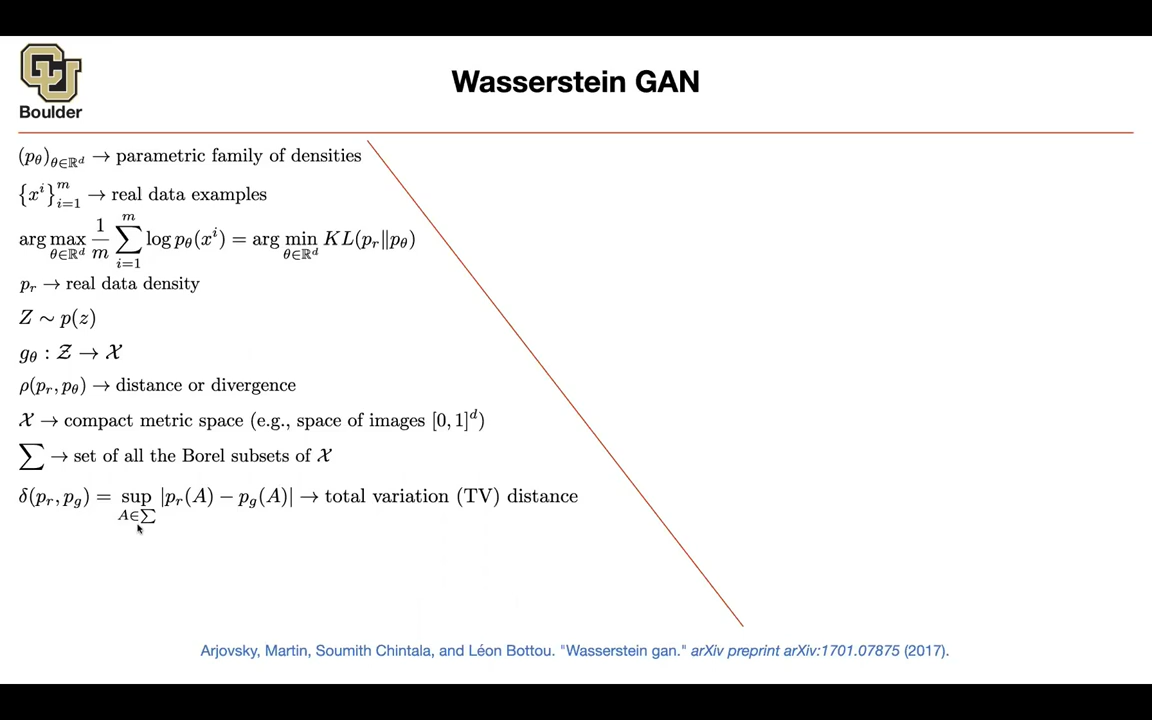 CU
Boulder
Wasserstein GAN
(p_θ)_{θ∈ℝ^d} → parametric family of densities
{x^i}_{i=1}^m → real data examples
arg max_{θ∈ℝ^d} 1/m ∑_{i=1}^m log p_θ(x^i) = arg min_{θ∈ℝ^d} KL(p_r‖p_θ)
p_r → real data density
Z ∼ p(z)
g_θ : 𝒵 → 𝒳
ρ(p_r, p_θ) → distance or divergence
𝒳 → compact metric space (e.g., space of images [0, 1]^d)
∑ → set of all the Borel subsets of 𝒳
δ(p_r, p_g) = sup_{A∈∑} |p_r(A) − p_g(A)| → total variation (TV) distance
Arjovsky, Martin, Soumith Chintala, and Léon Bottou. "Wasserstein gan." arXiv preprint arXiv:1701.07875 (2017).